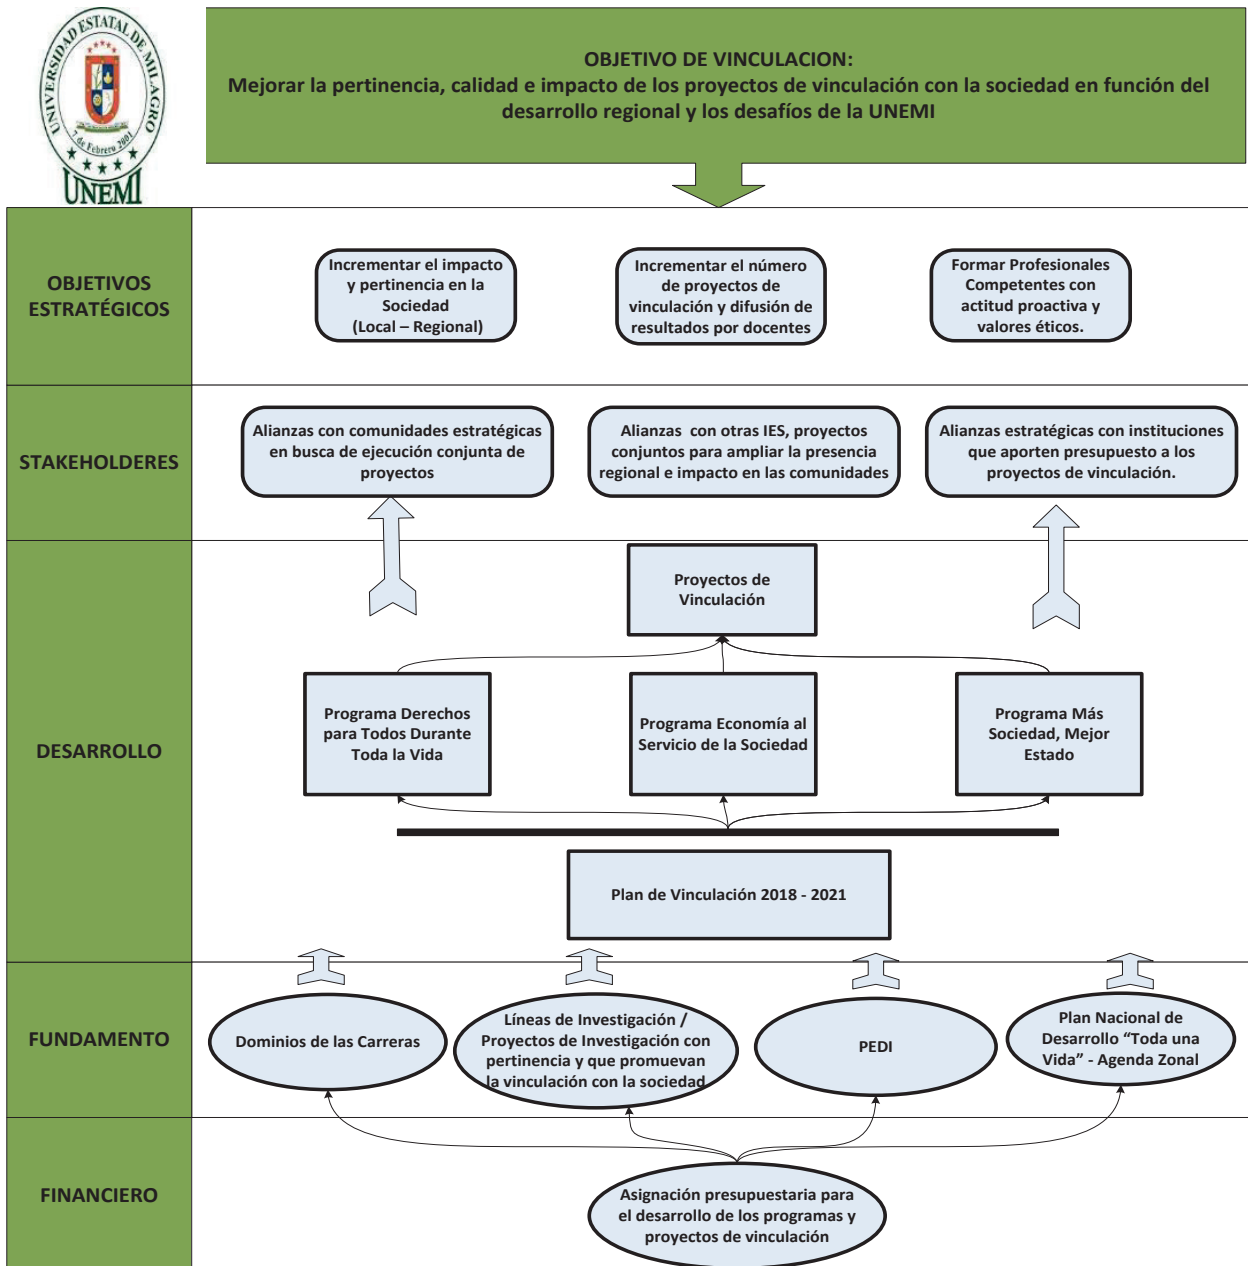 UNIVERSIDAD ESTATAL DE MILAGRO
7 de Febrero 2001
UNEMI
OBJETIVO DE VINCULACION:
Mejorar la pertinencia, calidad e impacto de los proyectos de vinculación con la sociedad en función del
desarrollo regional y los desafíos de la UNEMI
OBJETIVOS
ESTRATÉGICOS
Incrementar el impacto
y pertinencia en la
Sociedad
(Local – Regional)
Incrementar el número
de proyectos de
vinculación y difusión de
resultados por docentes
Formar Profesionales
Competentes con
actitud proactiva y
valores éticos.
STAKEHOLDERES
Alianzas con comunidades estratégicas
en busca de ejecución conjunta de
proyectos
Alianzas con otras IES, proyectos
conjuntos para ampliar la presencia
regional e impacto en las comunidades
Alianzas estratégicas con instituciones
que aporten presupuesto a los
proyectos de vinculación.
DESARROLLO
Proyectos de
Vinculación
Programa Derechos
para Todos Durante
Toda la Vida
Programa Economía al
Servicio de la Sociedad
Programa Más
Sociedad, Mejor
Estado
Plan de Vinculación 2018 - 2021
FUNDAMENTO
Dominios de las Carreras
Líneas de Investigación /
Proyectos de Investigación con
pertinencia y que promuevan
la vinculación con la sociedad
PEDI
Plan Nacional de
Desarrollo “Toda una
Vida” - Agenda Zonal
FINANCIERO
Asignación presupuestaria para
el desarrollo de los programas y
proyectos de vinculación